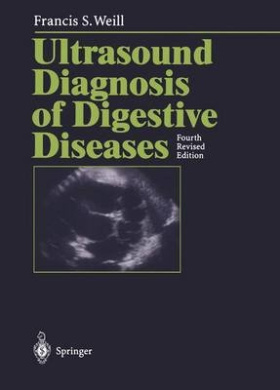 Francis S. Weill
Ultrasound
Diagnosis
of Digestive
Diseases
Fourth
Revised
Edition
Springer